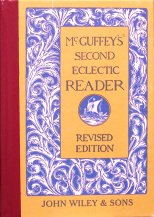 McGUFFEY'S
SECOND
ECLECTIC
READER
REVISED
EDITION
JOHN WILEY & SONS